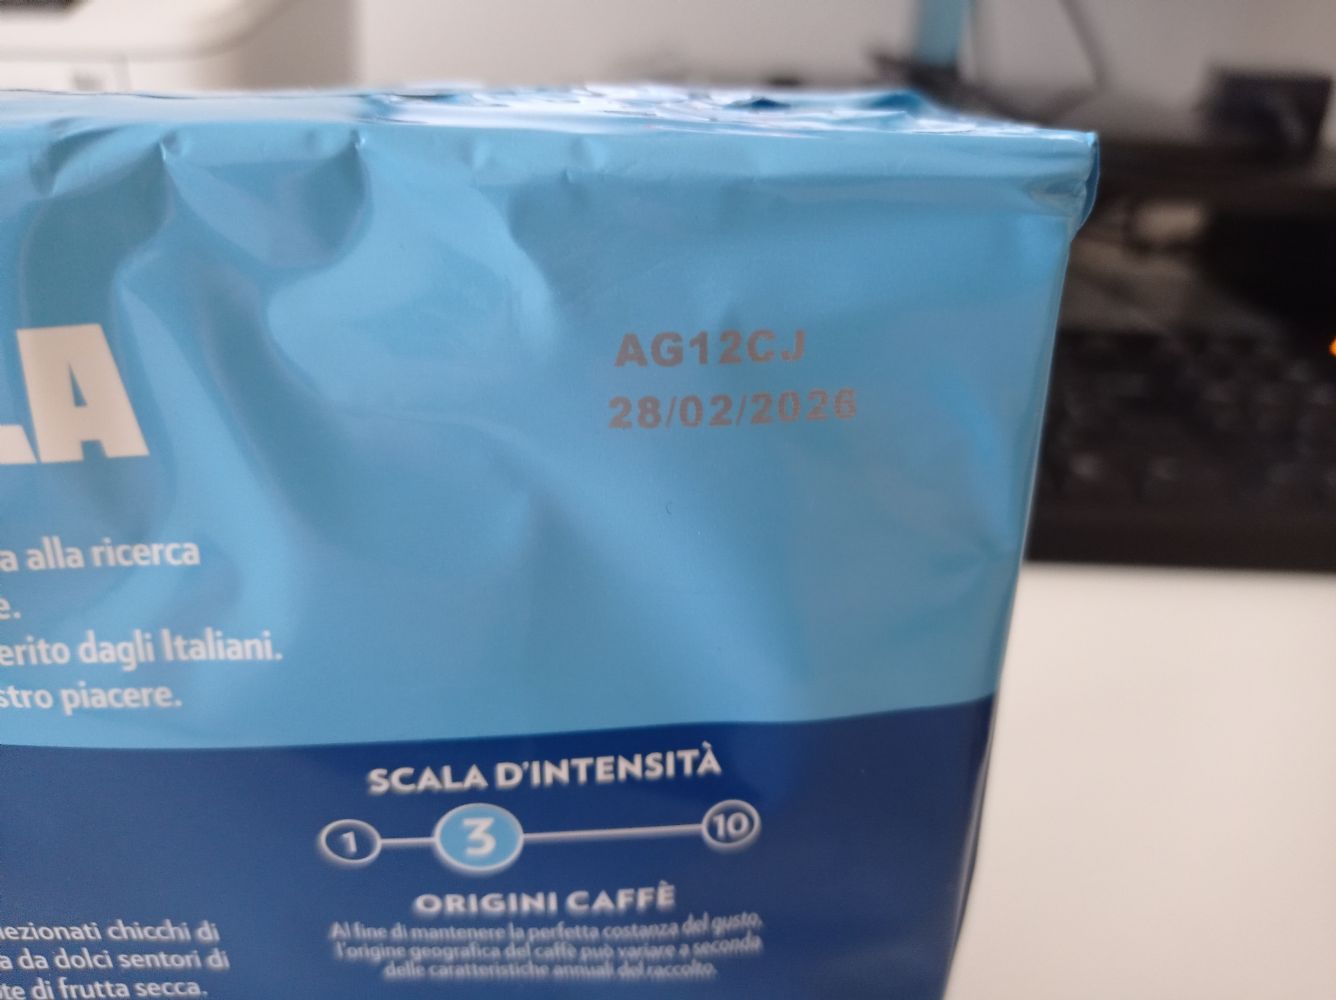 LA
AG12CJ
28/02/2026
a alla ricerca
e.
erito dagli Italiani.
stro piacere.
SCALA D'INTENSITÀ
1 3 10
ORIGINI CAFFÈ
Al fine di mantenere la perfetta costanza del gusto,
l'origine geografica del caffè può variare a seconda
delle caratteristiche annuali del raccolto.
lezionati chicchi di
a da dolci sentori di
te di frutta secca.